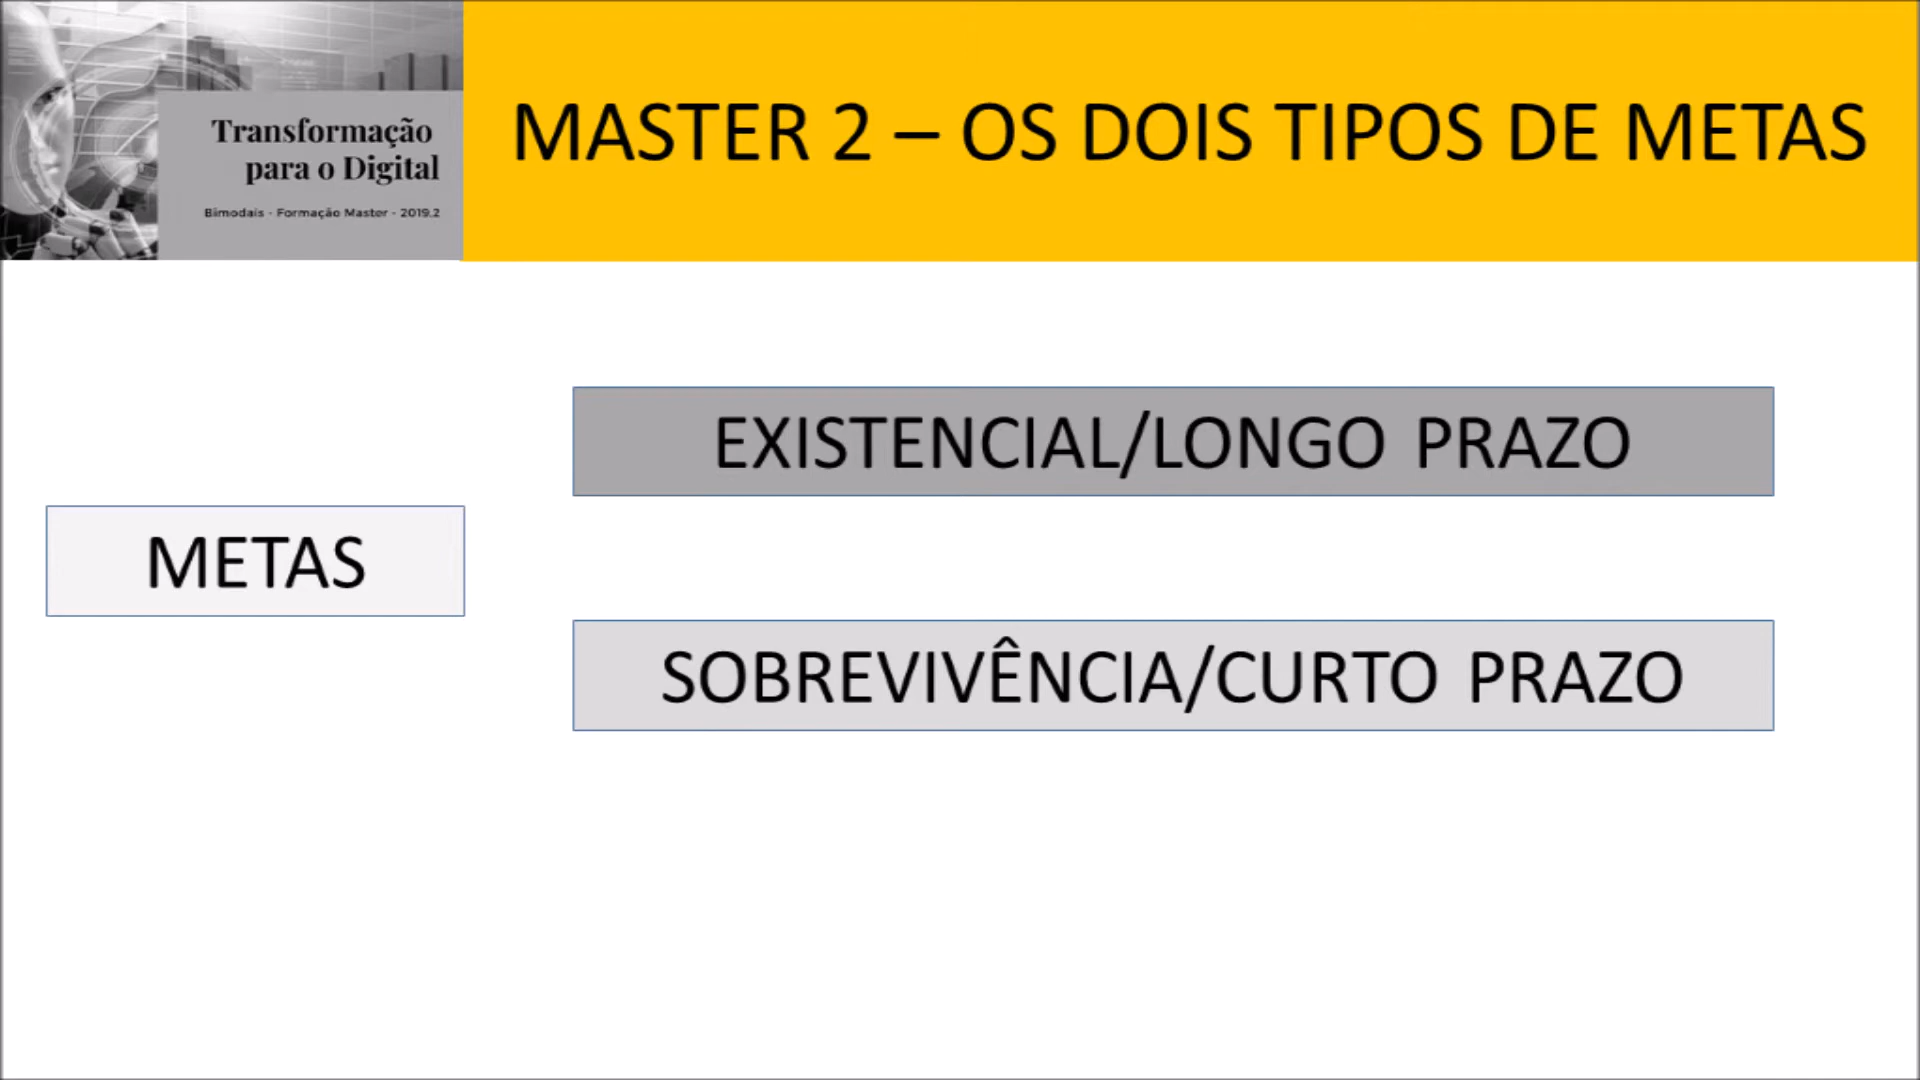 Transformação
para o Digital
Bimodais - Formação Master - 2019.2
MASTER 2 – OS DOIS TIPOS DE METAS
EXISTENCIAL/LONGO PRAZO
METAS
SOBREVIVÊNCIA/CURTO PRAZO